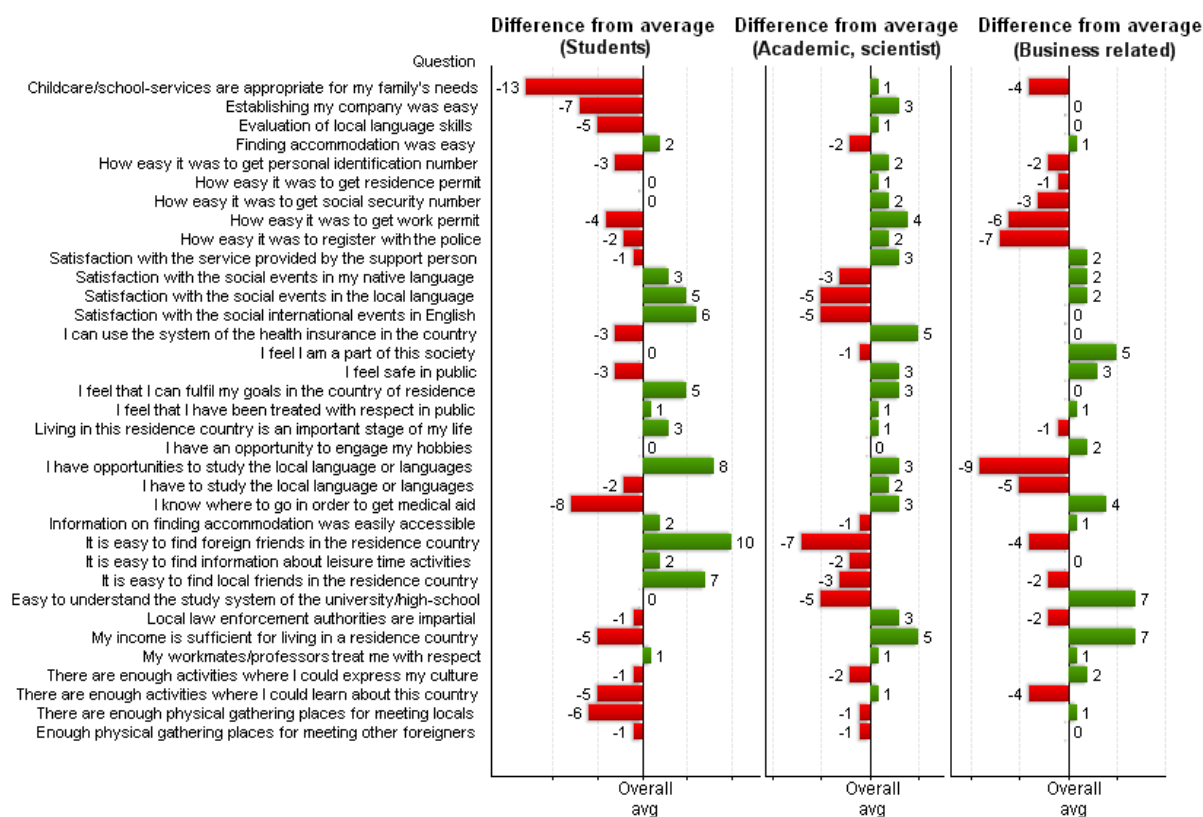 Difference from average Difference from average Difference from average
(Students) (Academic, scientist) (Business related)
Question
Childcare/school-services are appropriate for my family's needs -13 1 -4
Establishing my company was easy -7 3 0
Evaluation of local language skills -5 1 0
Finding accommodation was easy 2 -2 1
How easy it was to get personal identification number -3 2 -2
How easy it was to get residence permit 0 1 -1
How easy it was to get social security number 0 2 -3
How easy it was to get work permit -4 4 -6
How easy it was to register with the police -2 2 -7
Satisfaction with the service provided by the support person -1 3 2
Satisfaction with the social events in my native language 3 -3 2
Satisfaction with the social events in the local language 5 -5 2
Satisfaction with the social international events in English 6 -5 0
I can use the system of the health insurance in the country -3 5 0
I feel I am a part of this society 0 -1 5
I feel safe in public -3 3 3
I feel that I can fulfil my goals in the country of residence 5 3 0
I feel that I have been treated with respect in public 1 1 1
Living in this residence country is an important stage of my life 3 1 -1
I have an opportunity to engage my hobbies 0 0 2
I have opportunities to study the local language or languages 8 3 -9
I have to study the local language or languages -2 2 -5
I know where to go in order to get medical aid -8 3 4
Information on finding accommodation was easily accessible 2 -1 1
It is easy to find foreign friends in the residence country 10 -7 -4
It is easy to find information about leisure time activities 2 -2 0
It is easy to find local friends in the residence country 7 -3 -2
Easy to understand the study system of the university/high-school 0 -5 7
Local law enforcement authorities are impartial -1 3 -2
My income is sufficient for living in a residence country -5 5 7
My workmates/professors treat me with respect 1 1 1
There are enough activities where I could express my culture -1 -2 2
There are enough activities where I could learn about this country -5 1 -4
There are enough physical gathering places for meeting locals -6 -1 1
Enough physical gathering places for meeting other foreigners -1 -1 0
Overall Overall Overall
avg avg avg